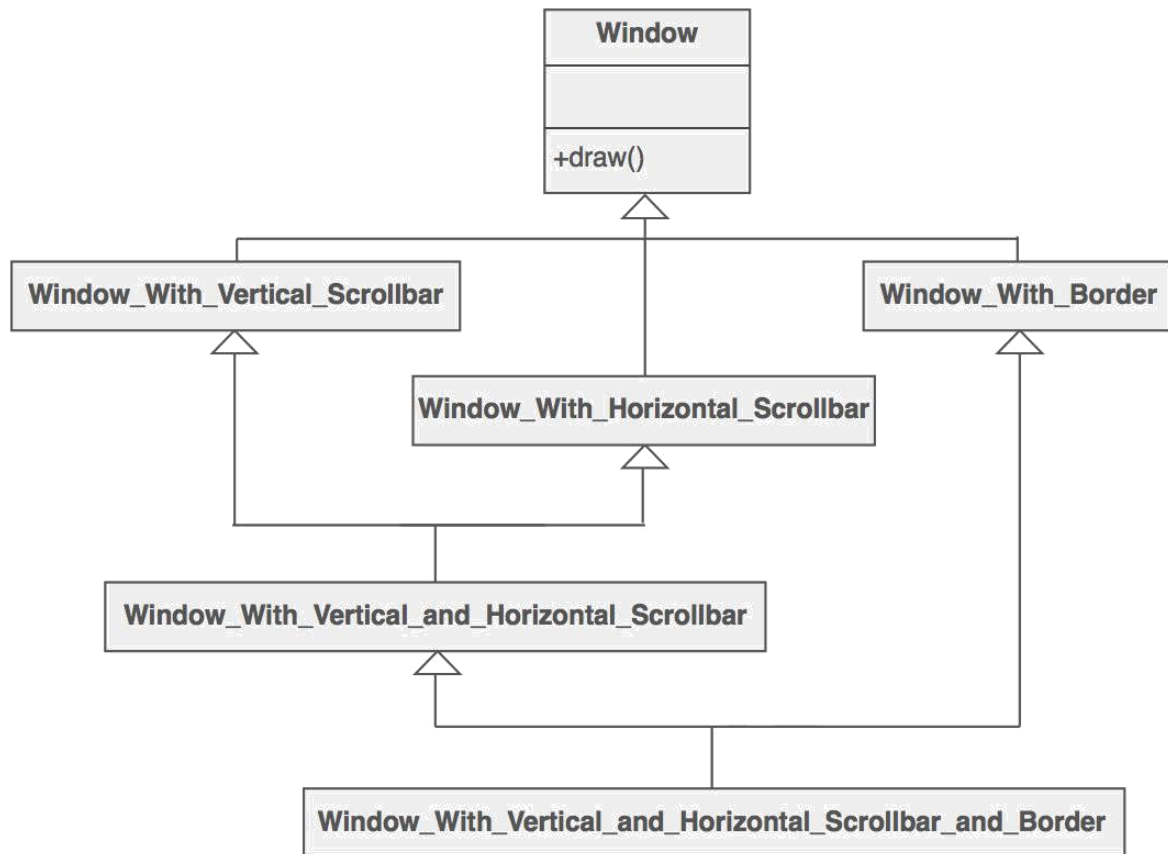 Window
+draw()
Window_With_Vertical_Scrollbar
Window_With_Border
Window_With_Horizontal_Scrollbar
Window_With_Vertical_and_Horizontal_Scrollbar
Window_With_Vertical_and_Horizontal_Scrollbar_and_Border